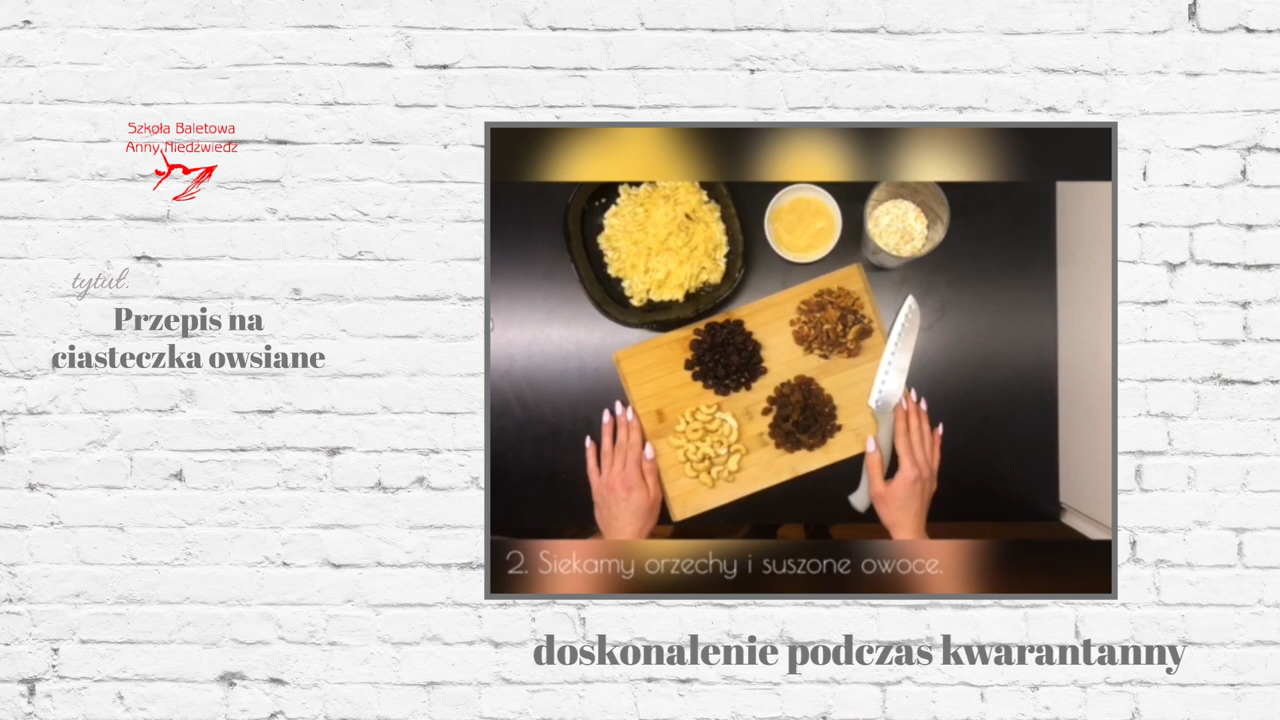 Szkoła Baletowa
Anny Niedźwiedź
tytuł:
Przepis na
ciasteczka owsiane
2. Siekamy orzechy i suszone owoce.
doskonalenie podczas kwarantanny